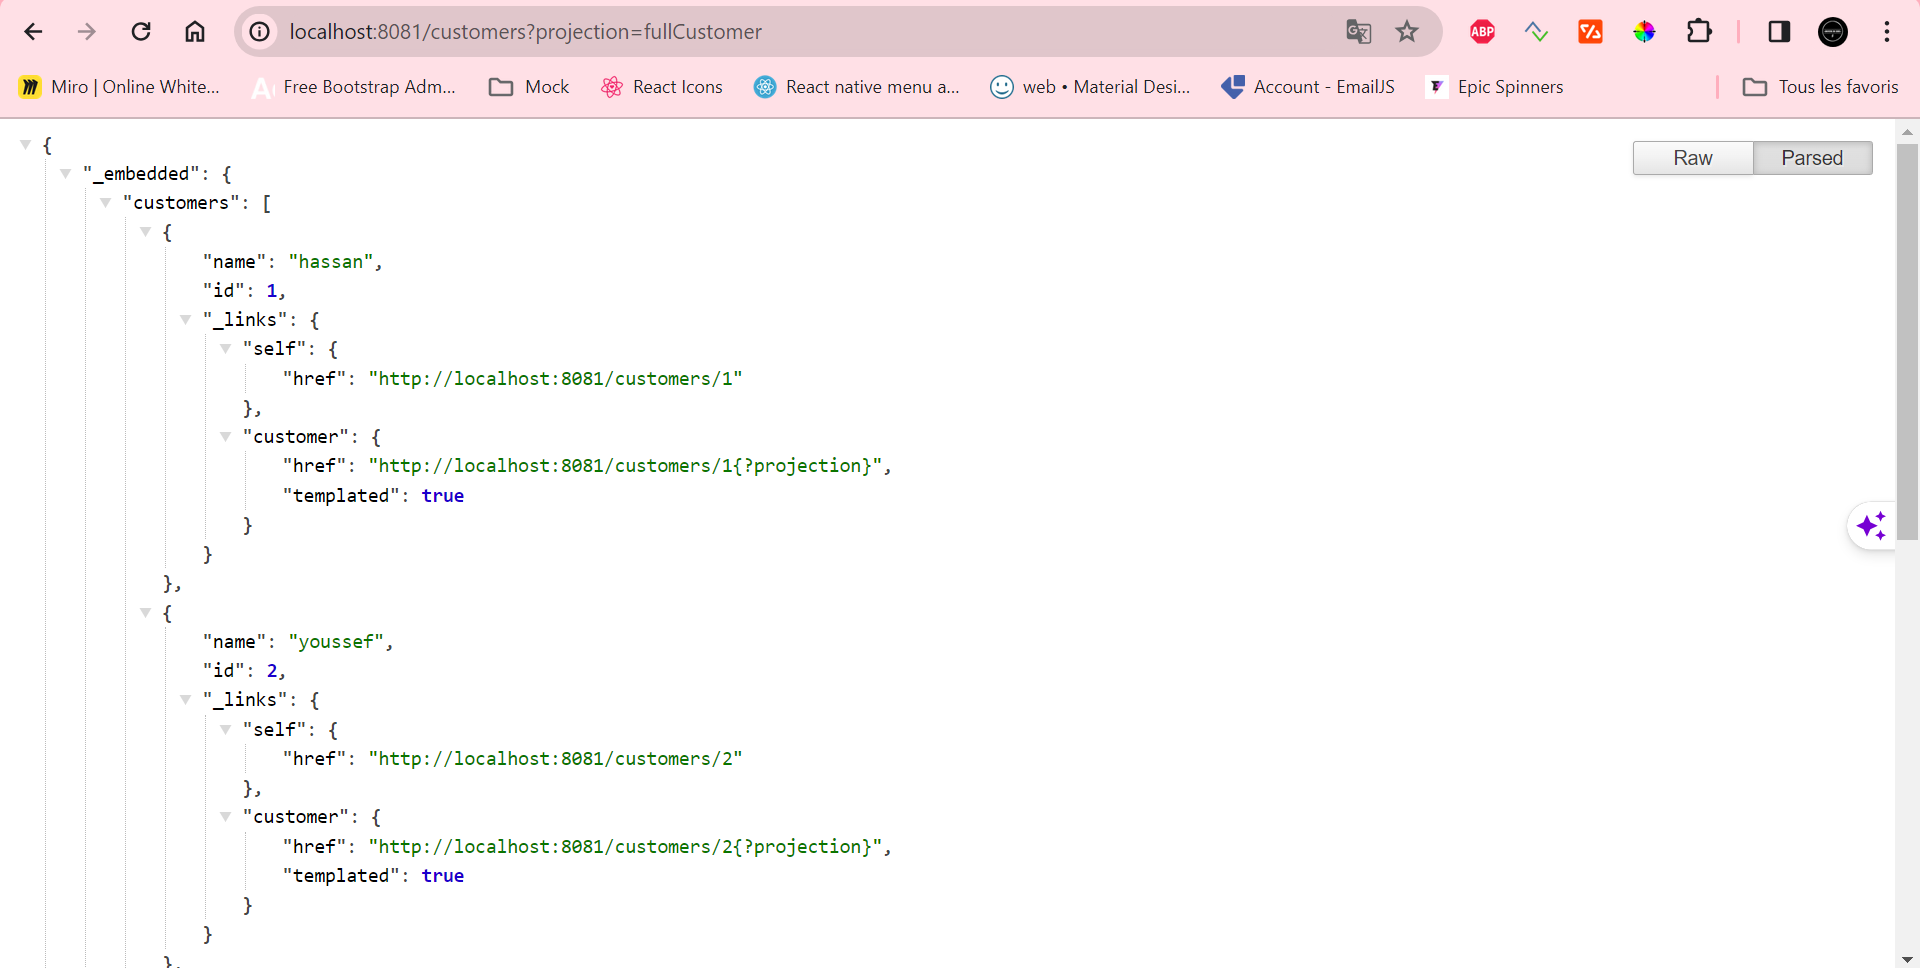 localhost:8081/customers?projection=fullCustomer
ABP
Miro | Online White... Free Bootstrap Adm... Mock React Icons React native menu a... web • Material Desi... Account - EmailJS Epic Spinners Tous les favoris
Raw Parsed
{
"_embedded": {
"customers": [
{
"name": "hassan",
"id": 1,
"_links": {
"self": {
"href": "http://localhost:8081/customers/1"
},
"customer": {
"href": "http://localhost:8081/customers/1{?projection}",
"templated": true
}
}
},
{
"name": "youssef",
"id": 2,
"_links": {
"self": {
"href": "http://localhost:8081/customers/2"
},
"customer": {
"href": "http://localhost:8081/customers/2{?projection}",
"templated": true
}
}
},